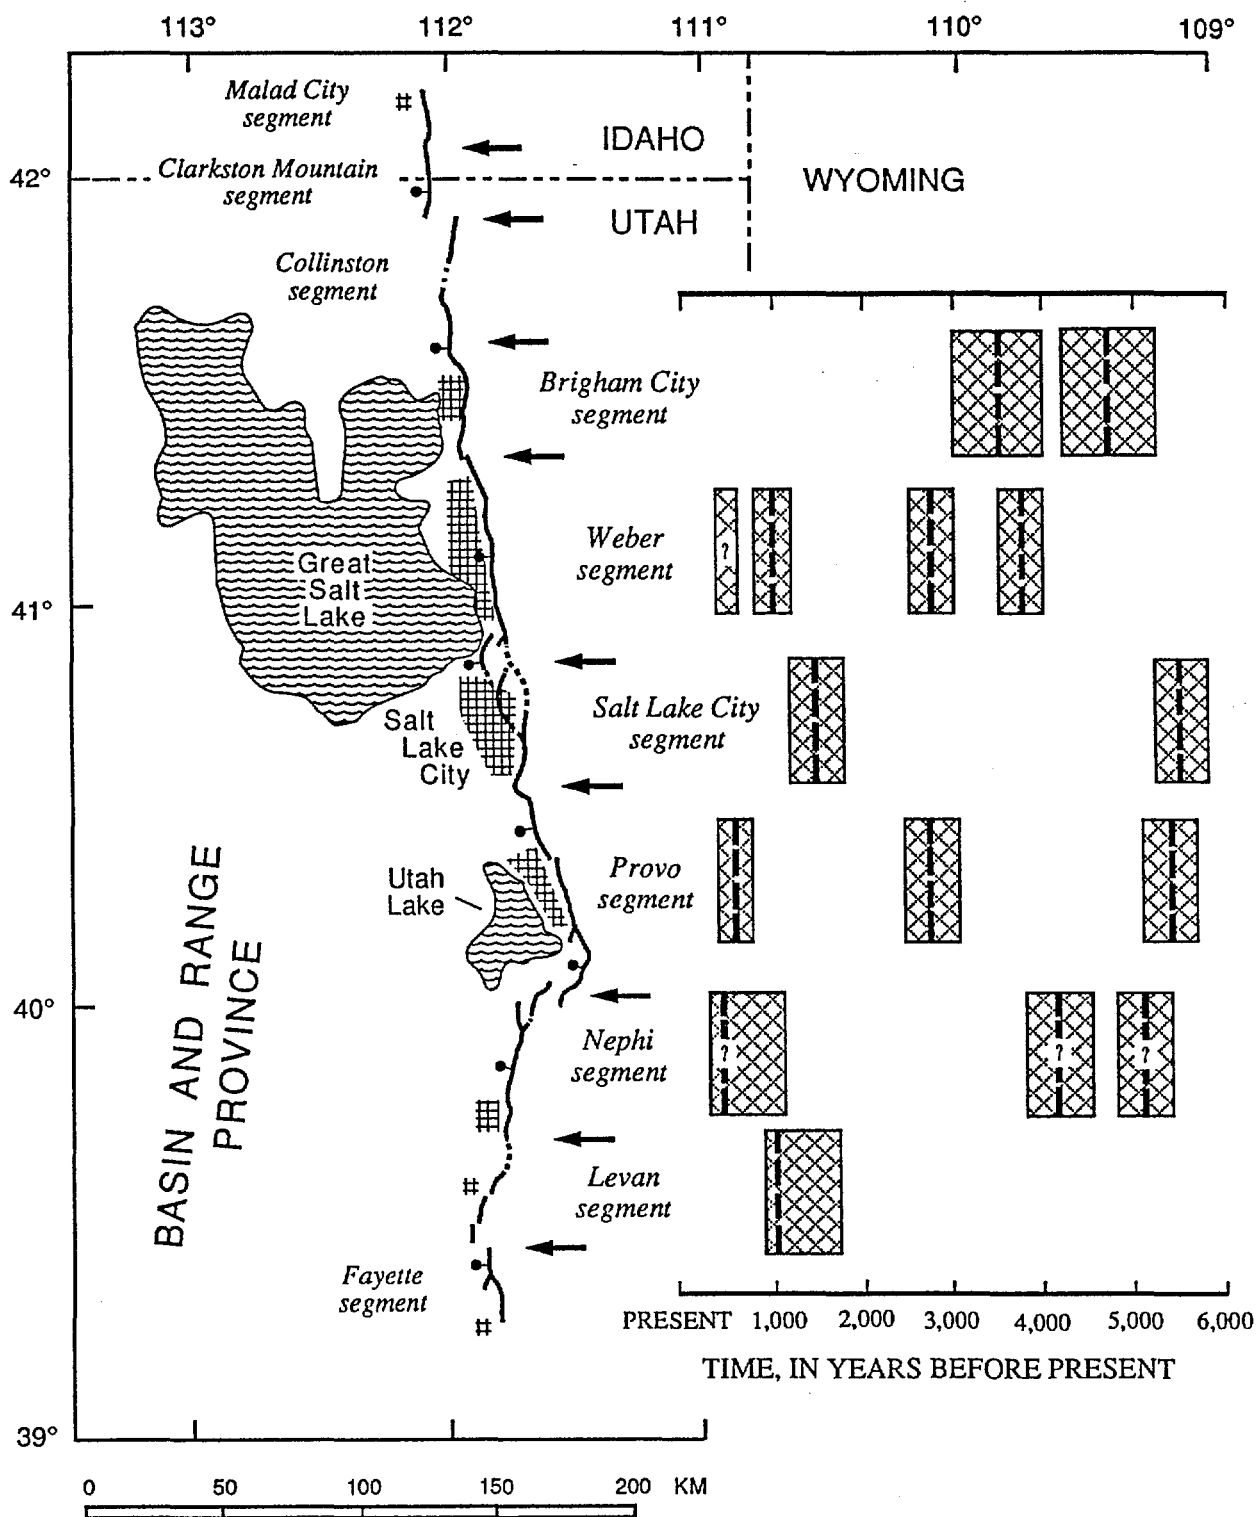 113° 112° 111° 110° 109°
Malad City
segment
IDAHO
42°
Clarkston Mountain
segment
WYOMING
UTAH
Collinston
segment
Brigham City
segment
Great
Salt
Lake
Weber
segment
?
41°
Salt
Lake
City
Salt Lake City
segment
Utah
Lake
Provo
segment
BASIN AND RANGE
PROVINCE
40°
Nephi
segment
? ? ?
Levan
segment
Fayette
segment
PRESENT 1,000 2,000 3,000 4,000 5,000 6,000
TIME, IN YEARS BEFORE PRESENT
39°
0 50 100 150 200 KM